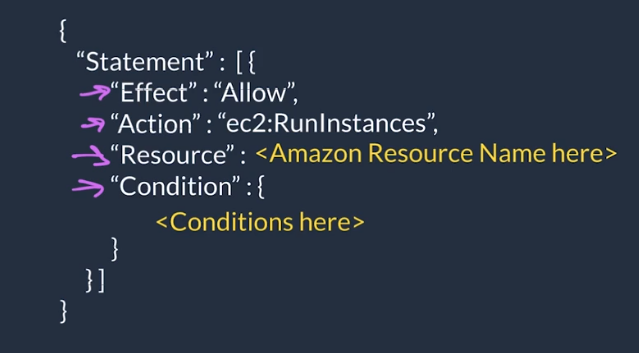 {
“Statement” : [ {
“Effect” : “Allow”,
“Action” : “ec2:RunInstances”,
“Resource” : <Amazon Resource Name here>
“Condition” : {
<Conditions here>
}
} ]
}